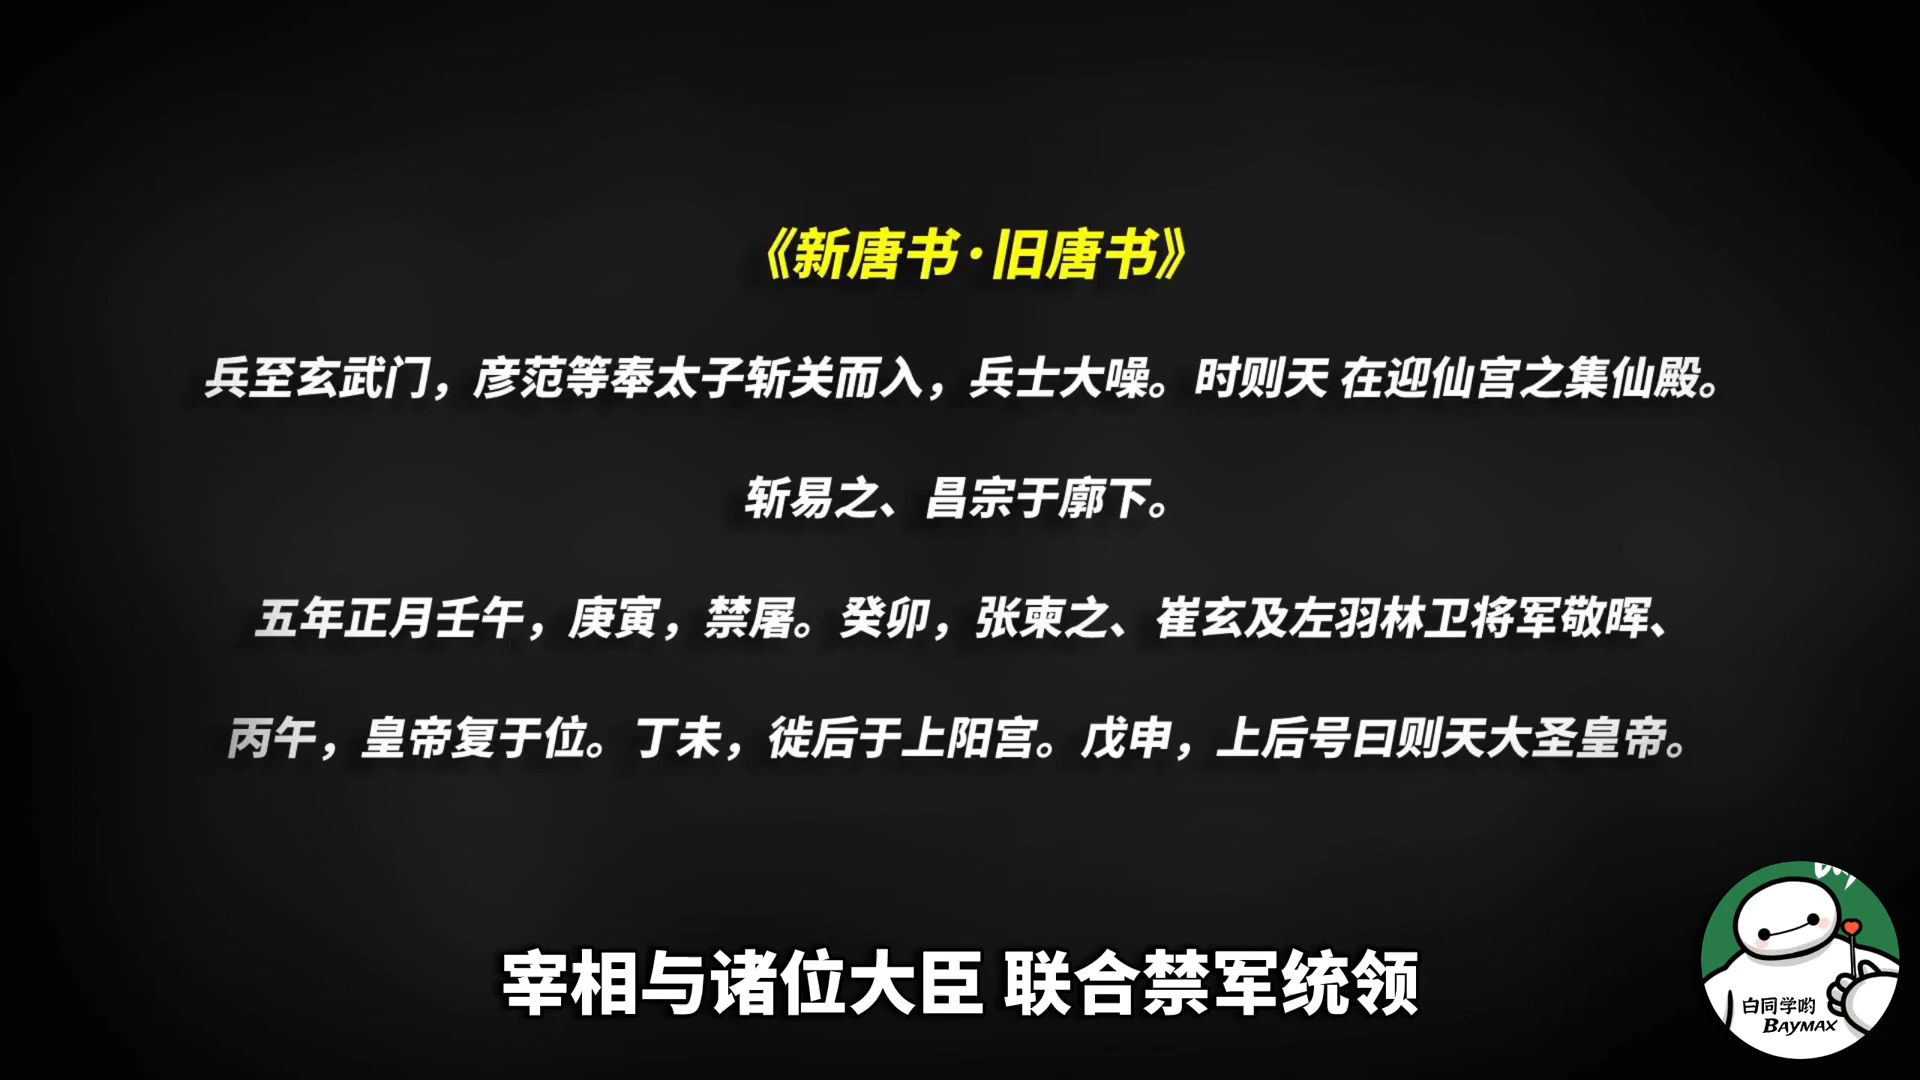 《新唐书·旧唐书》
兵至玄武门，彦范等奉太子斩关而入，兵士大噪。时则天 在迎仙宫之集仙殿。
斩易之、昌宗于廓下。
五年正月壬午，庚寅，禁屠。癸卯，张柬之、崔玄及左羽林卫将军敬晖、
丙午，皇帝复于位。丁未，徙后于上阳宫。戊申，上后号曰则天大圣皇帝。
宰相与诸位大臣 联合禁军统领
白同学哟
BAYMAX